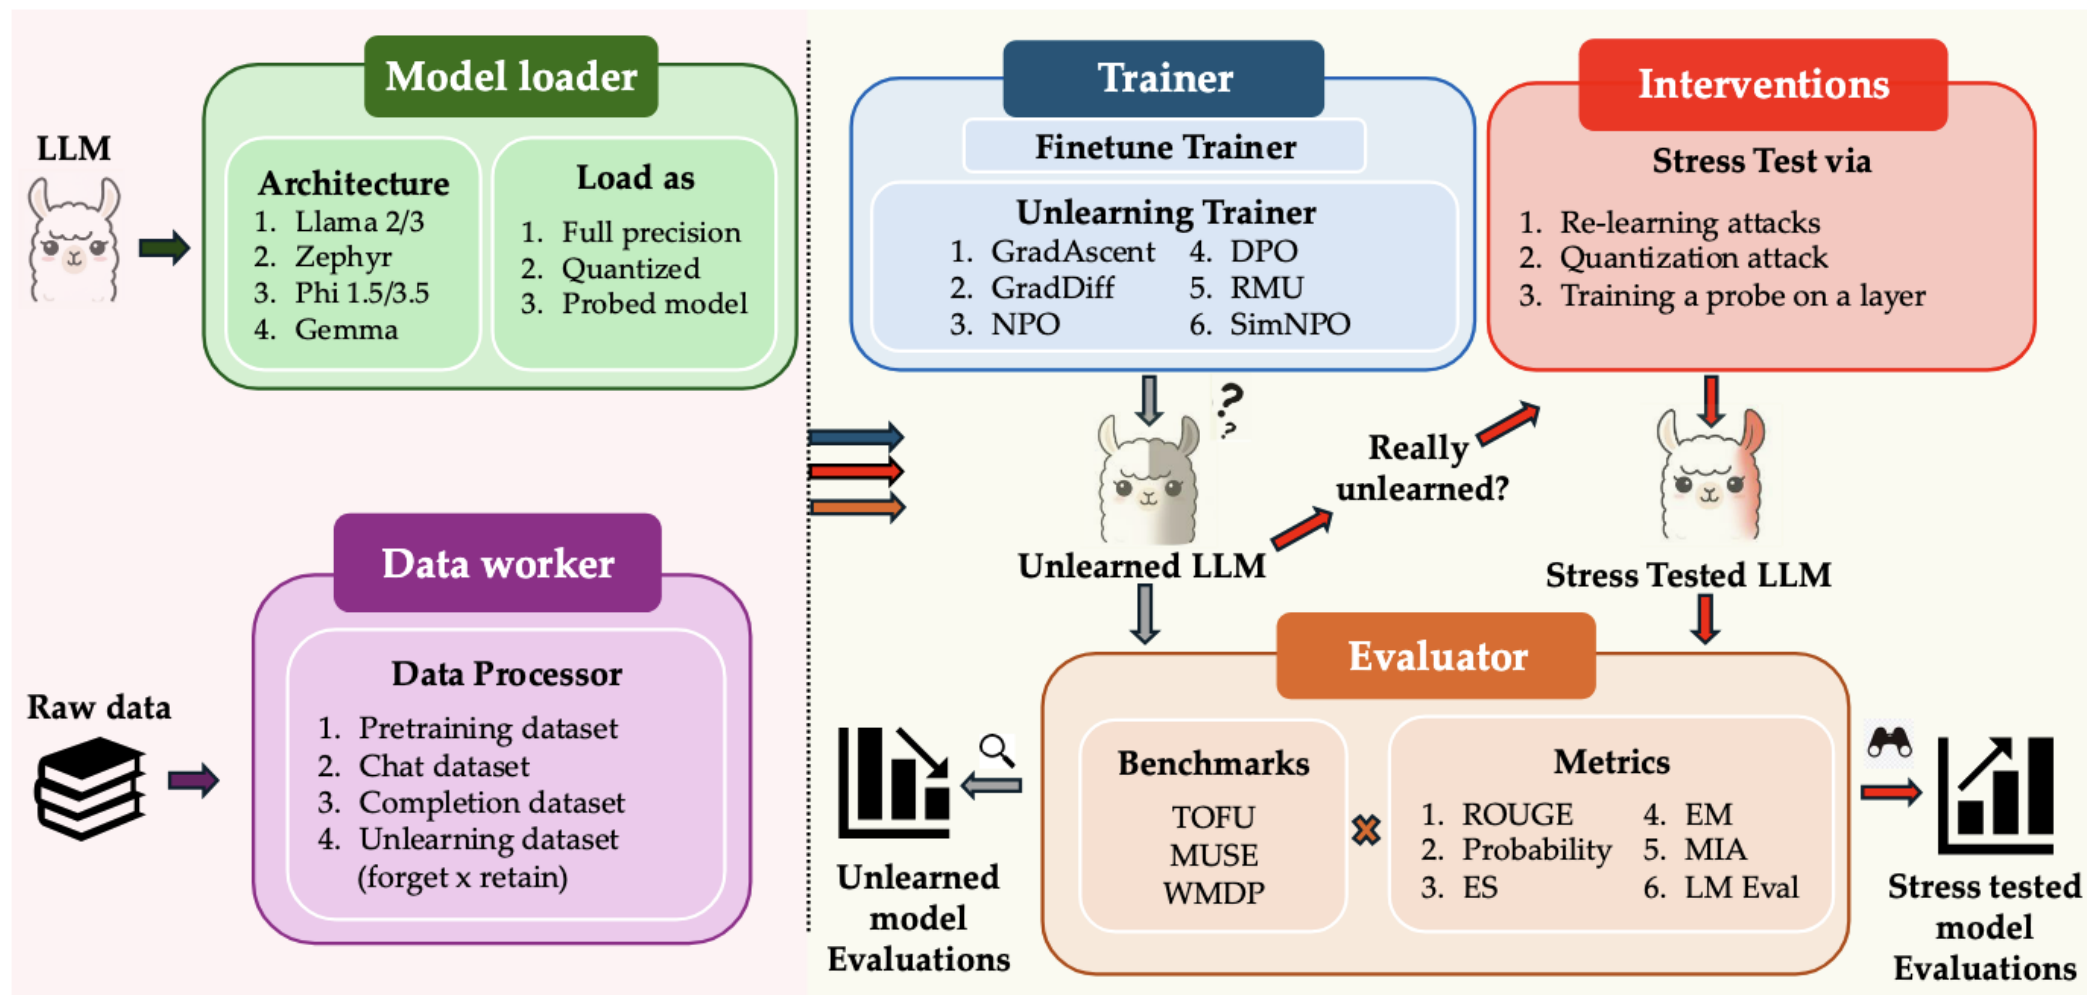 Model loader
LLM
Architecture
1. Llama 2/3
2. Zephyr
3. Phi 1.5/3.5
4. Gemma
Load as
1. Full precision
2. Quantized
3. Probed model
Data worker
Raw data
Data Processor
1. Pretraining dataset
2. Chat dataset
3. Completion dataset
4. Unlearning dataset
(forget x retain)
Trainer
Finetune Trainer
Unlearning Trainer
1. GradAscent
2. GradDiff
3. NPO
4. DPO
5. RMU
6. SimNPO
Interventions
Stress Test via
1. Re-learning attacks
2. Quantization attack
3. Training a probe on a layer
?
?
Unlearned LLM
Really
unlearned?
Stress Tested LLM
Evaluator
Benchmarks
TOFU
MUSE
WMDP
Metrics
1. ROUGE
2. Probability
3. ES
4. EM
5. MIA
6. LM Eval
Unlearned
model
Evaluations
Stress tested
model
Evaluations